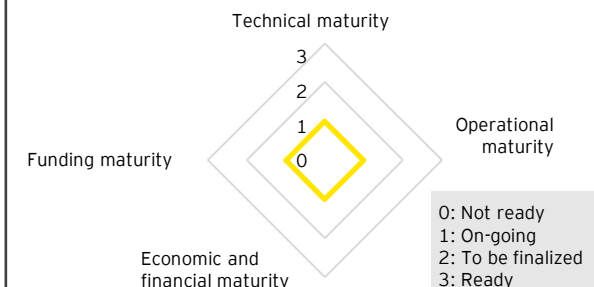 Technical maturity
3
2
1
0
Operational
maturity
Funding maturity
Economic and
financial maturity
0: Not ready
1: On-going
2: To be finalized
3: Ready